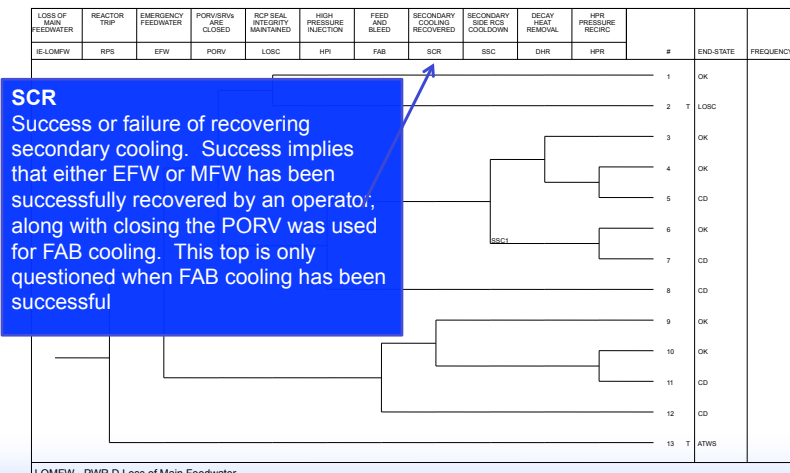 LOSS OF MAIN FEEDWATER
REACTOR TRIP
EMERGENCY FEEDWATER
PORV/SRVs ARE CLOSED
RCP SEAL INTEGRITY MAINTAINED
HIGH PRESSURE INJECTION
FEED AND BLEED
SECONDARY COOLING RECOVERED
SECONDARY SIDE RCS COOLDOWN
DECAY HEAT REMOVAL
HPR PRESSURE RECIRC
IE-LOMFW RPS EFW PORV LOSC HPI FAB SCR SSC DHR HPR # END-STATE FREQUENCY
1 OK
2 T LOSC
3 OK
4 OK
5 CD
6 OK
SSC1
7 CD
8 CD
9 OK
10 OK
11 CD
12 CD
13 T ATWS
SCR
Success or failure of recovering
secondary cooling. Success implies
that either EFW or MFW has been
successfully recovered by an operator,
along with closing the PORV was used
for FAB cooling. This top is only
questioned when FAB cooling has been
successful
LOMFW - PWR D Loss of Main Feedwater